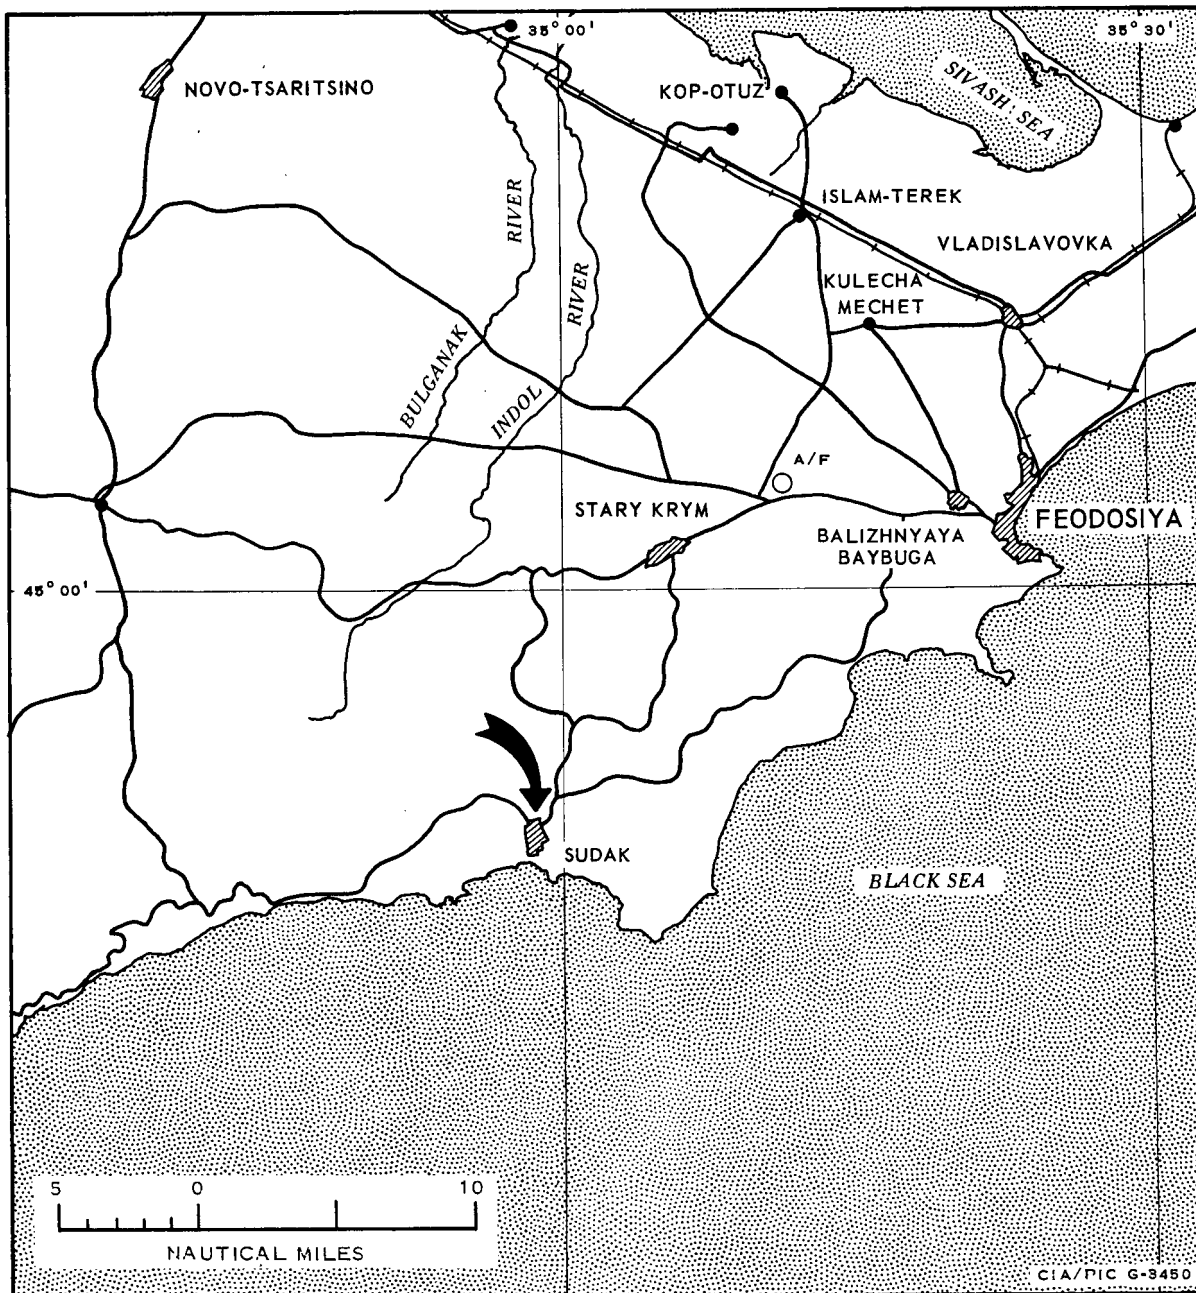 35° 00'
35° 30'
NOVO-TSARITSINO
KOP-OTUZ
SIVASH SEA
RIVER
ISLAM-TEREK
VLADISLAVOVKA
RIVER
KULECHA
MECHET
BULGANAK
INDOL
A/F
STARY KRYM
FEODOSIYA
BALIZHNYAYA
BAYBUGA
45° 00'
SUDAK
BLACK SEA
5 0 10
NAUTICAL MILES
CIA/PIC G-3450